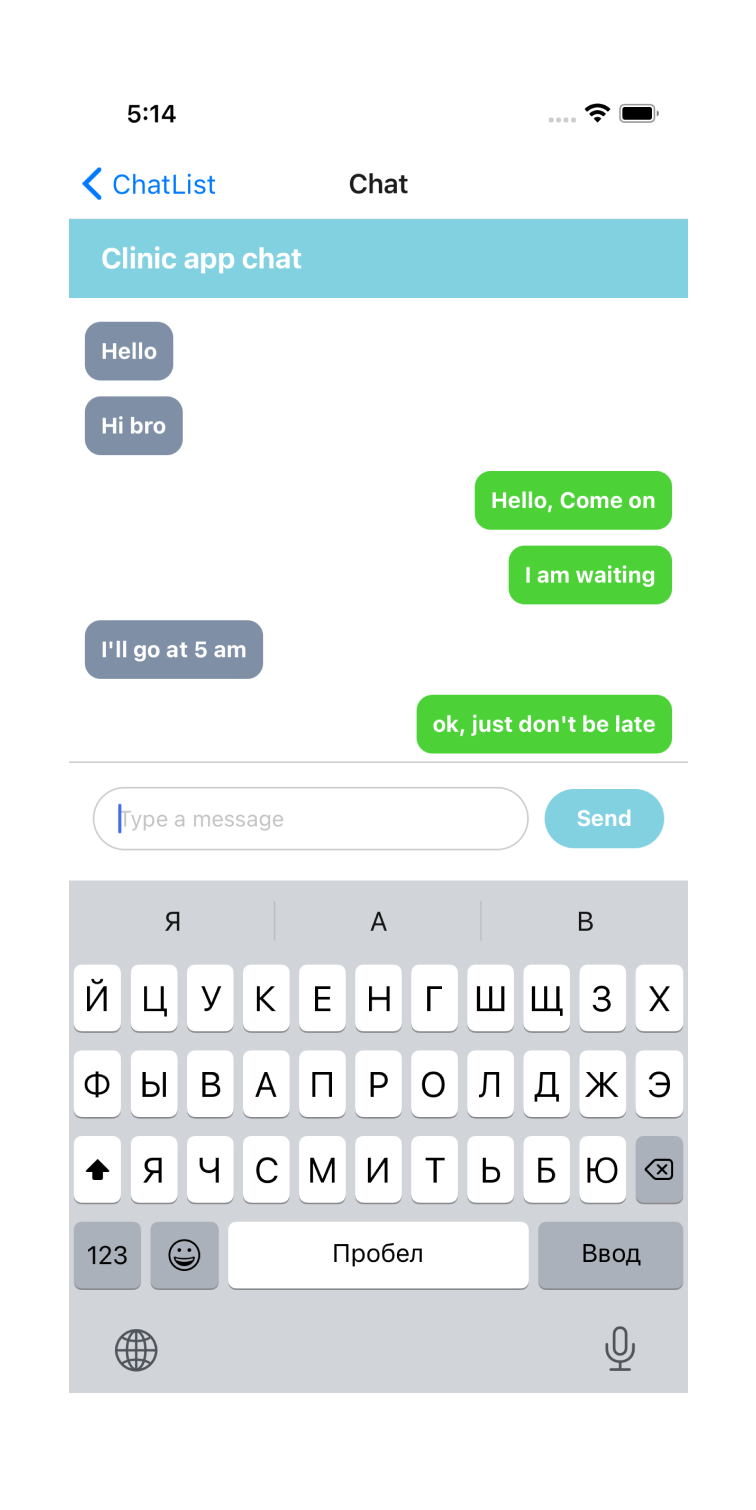 5:14
ChatList
Chat
Clinic app chat
Hello
Hi bro
Hello, Come on
I am waiting
I'll go at 5 am
ok, just don't be late
Type a message
Send
Я А В
Й Ц У К Е Н Г Ш Щ З Х
Ф Ы В А П Р О Л Д Ж Э
Я Ч С М И Т Ь Б Ю
123 Пробел Ввод